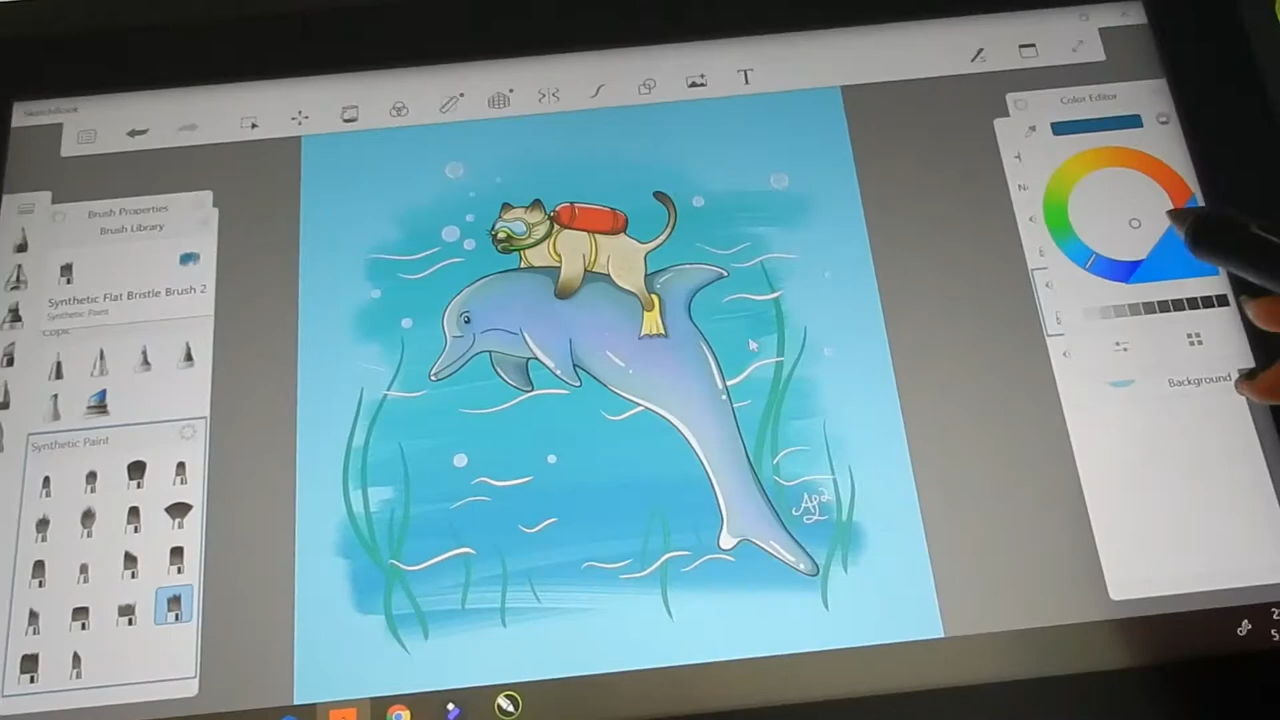 SketchBook
T
Color Editor
Brush Properties
Brush Library
Synthetic Flat Bristle Brush 2
Synthetic Paint
Copic
Synthetic Paint
Background